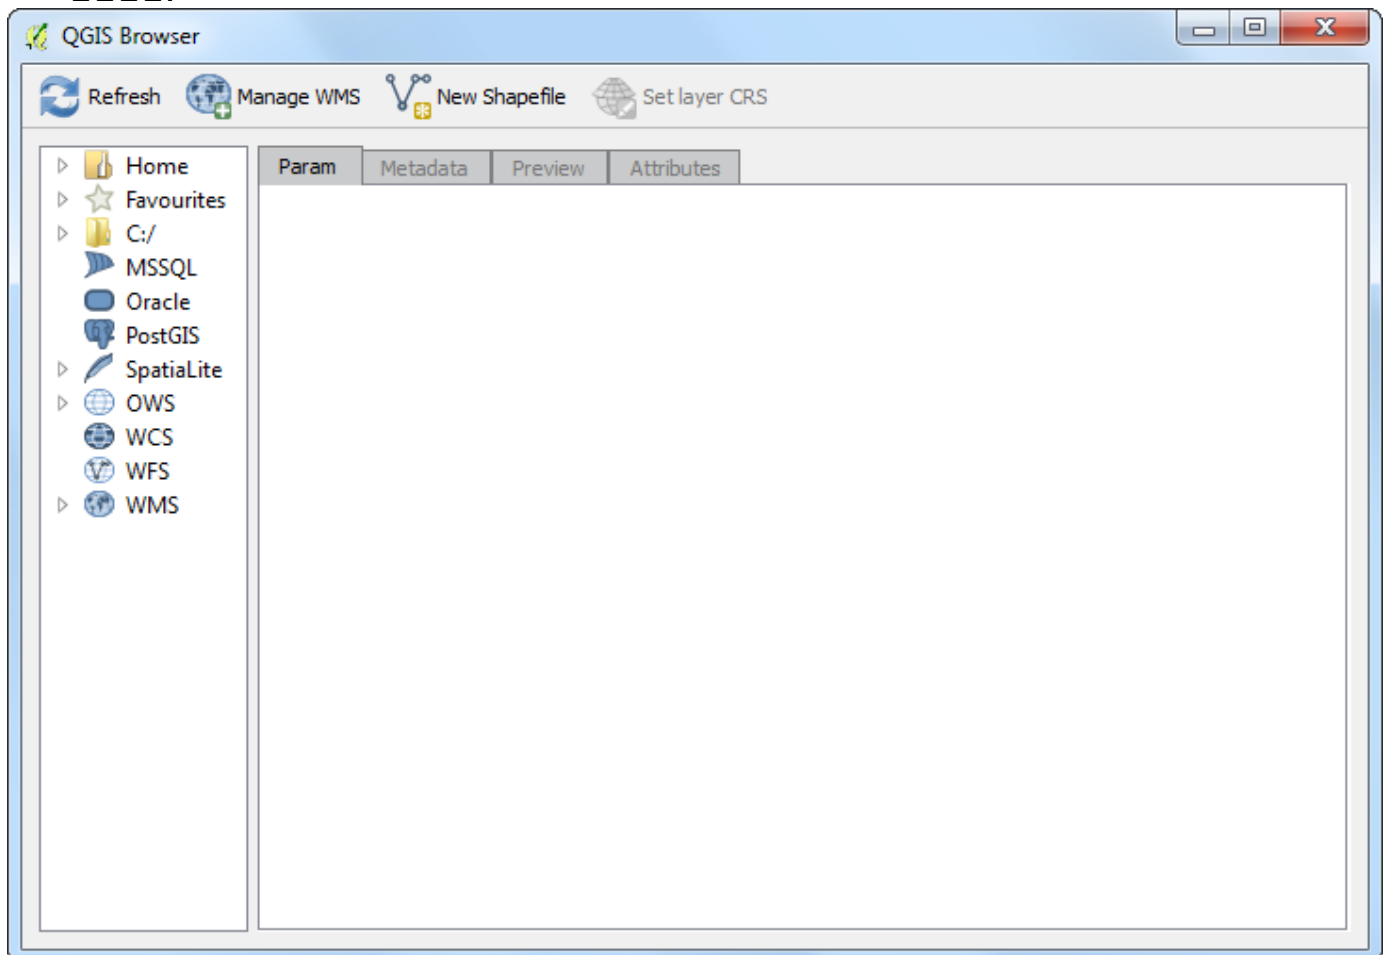 QGIS Browser
Refresh Manage WMS New Shapefile Set layer CRS
Param Metadata Preview Attributes
Home
Favourites
C:/
MSSQL
Oracle
PostGIS
SpatiaLite
OWS
WCS
WFS
WMS